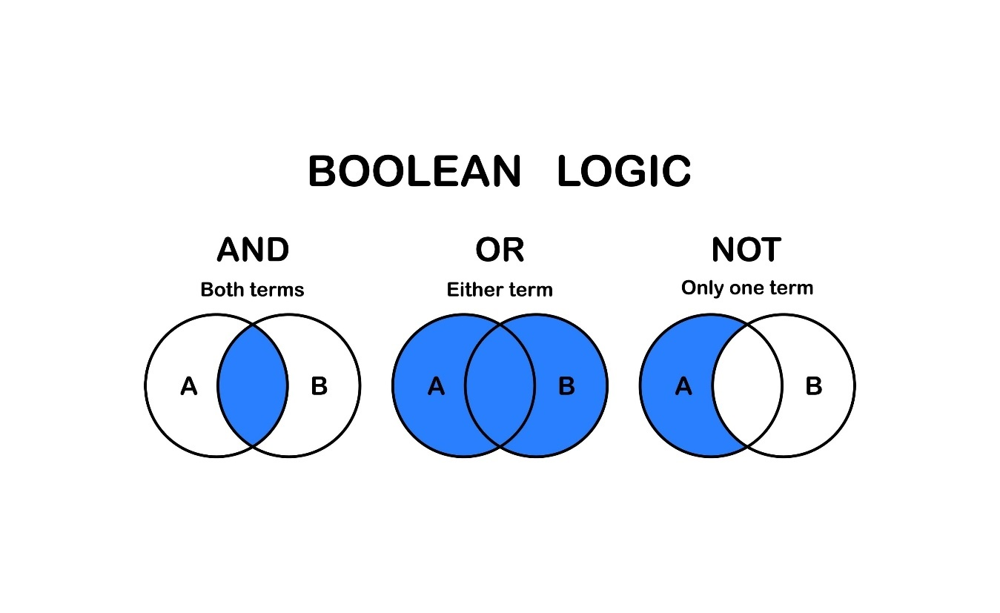 BOOLEAN LOGIC
AND
Both terms
A B
OR
Either term
A B
NOT
Only one term
A B